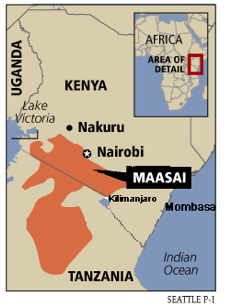 AFRICA
AREA OF
DETAIL
UGANDA
KENYA
Lake
Victoria
Nakuru
Nairobi
MAASAI
Kilimanjaro
Mombasa
Indian
Ocean
TANZANIA
SEATTLE P-I